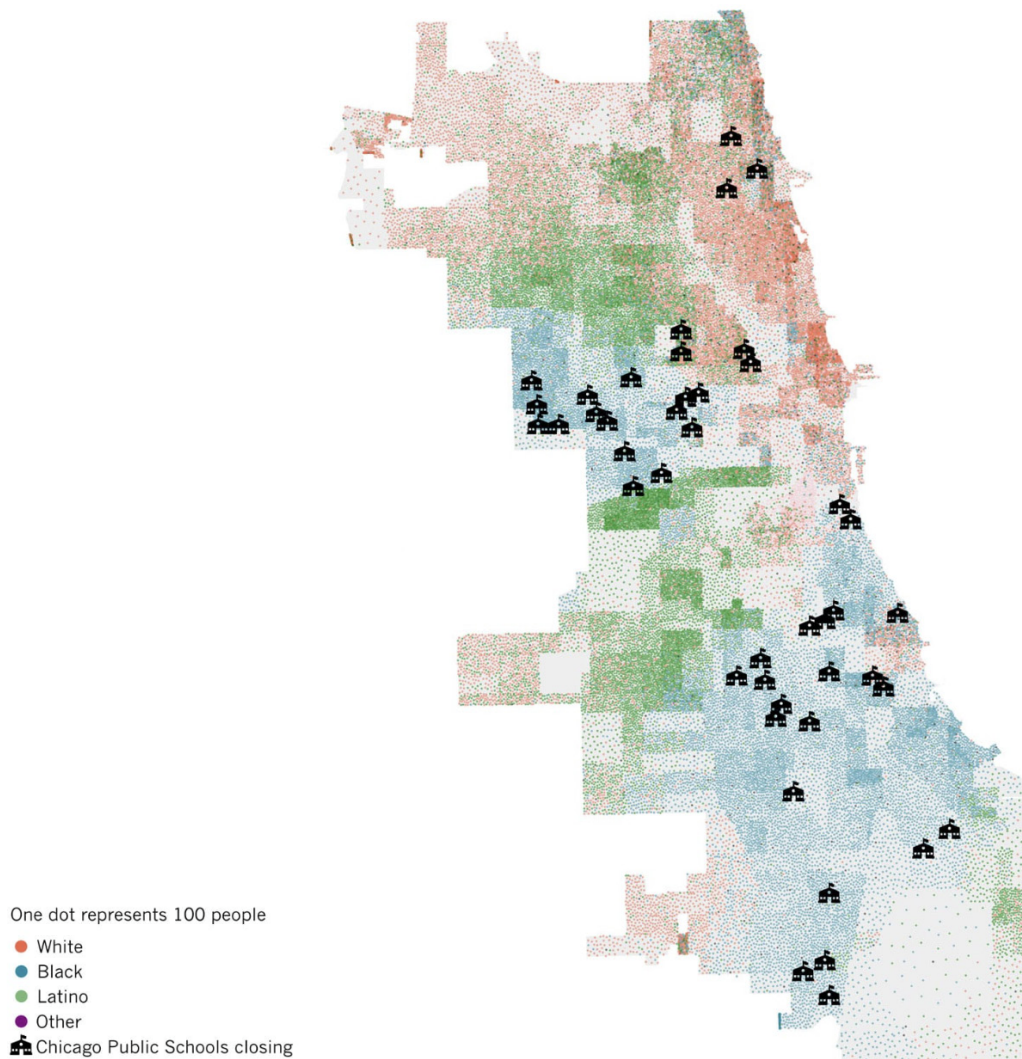 One dot represents 100 people
White
Black
Latino
Other
Chicago Public Schools closing